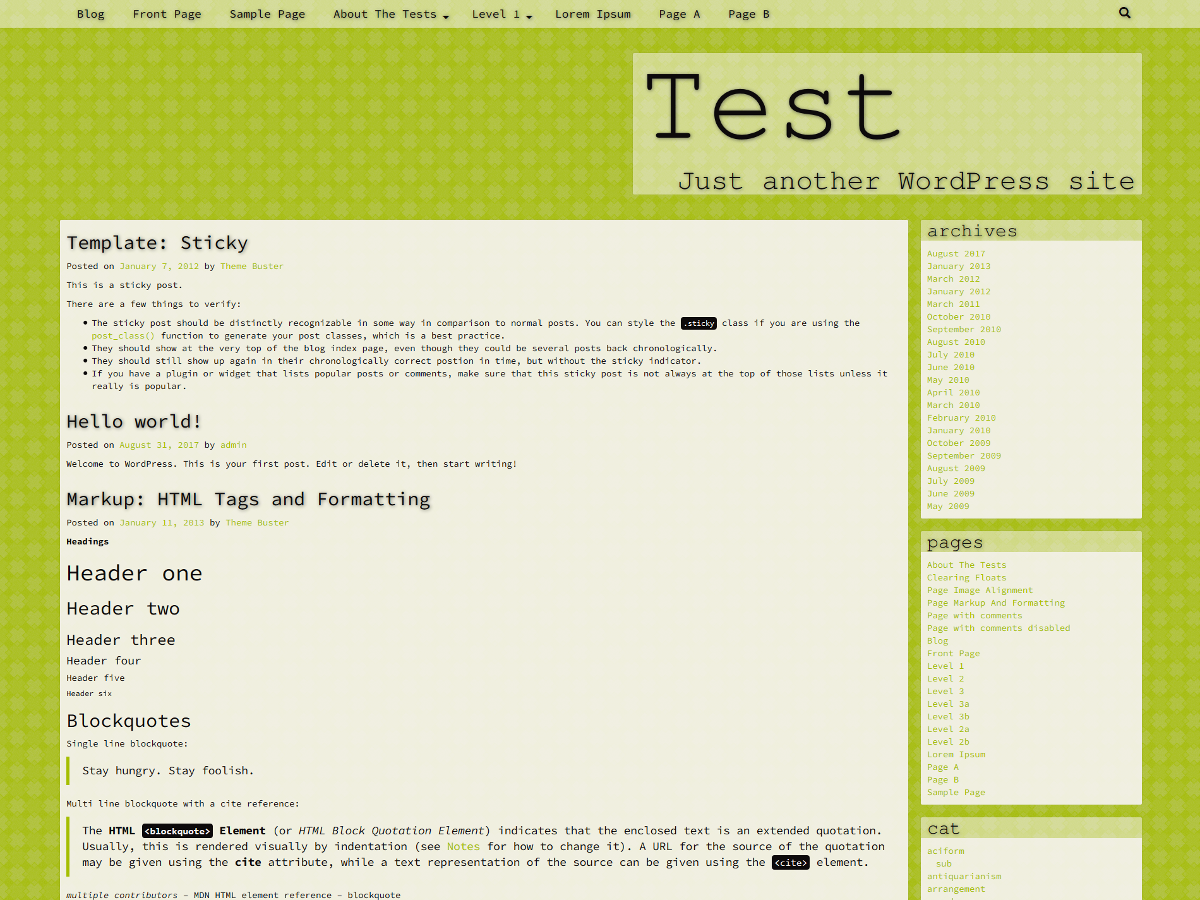 Blog Front Page Sample Page About The Tests Level 1 Lorem Ipsum Page A Page B
Test
Just another WordPress site
Template: Sticky
Posted on January 7, 2012 by Theme Buster
This is a sticky post.
There are a few things to verify:
The sticky post should be distinctly recognizable in some way in comparison to normal posts. You can style the .sticky class if you are using the
post_class() function to generate your post classes, which is a best practice.
They should show at the very top of the blog index page, even though they could be several posts back chronologically.
They should still show up again in their chronologically correct postion in time, but without the sticky indicator.
If you have a plugin or widget that lists popular posts or comments, make sure that this sticky post is not always at the top of those lists unless it
really is popular.
Hello world!
Posted on August 31, 2017 by admin
Welcome to WordPress. This is your first post. Edit or delete it, then start writing!
Markup: HTML Tags and Formatting
Posted on January 11, 2013 by Theme Buster
Headings
Header one
Header two
Header three
Header four
Header five
Header six
Blockquotes
Single line blockquote:
Stay hungry. Stay foolish.
Multi line blockquote with a cite reference:
The HTML <blockquote> Element (or HTML Block Quotation Element) indicates that the enclosed text is an extended quotation.
Usually, this is rendered visually by indentation (see Notes for how to change it). A URL for the source of the quotation
may be given using the cite attribute, while a text representation of the source can be given using the <cite> element.
multiple contributors – MDN HTML element reference – blockquote
archives
August 2017
January 2013
March 2012
January 2012
March 2011
October 2010
September 2010
August 2010
July 2010
June 2010
May 2010
April 2010
March 2010
February 2010
January 2010
October 2009
September 2009
August 2009
July 2009
June 2009
May 2009
pages
About The Tests
Clearing Floats
Page Image Alignment
Page Markup And Formatting
Page with comments
Page with comments disabled
Blog
Front Page
Level 1
Level 2
Level 3
Level 3a
Level 3b
Level 2a
Level 2b
Lorem Ipsum
Page A
Page B
Sample Page
cat
aciform
sub
antiquarianism
arrangement